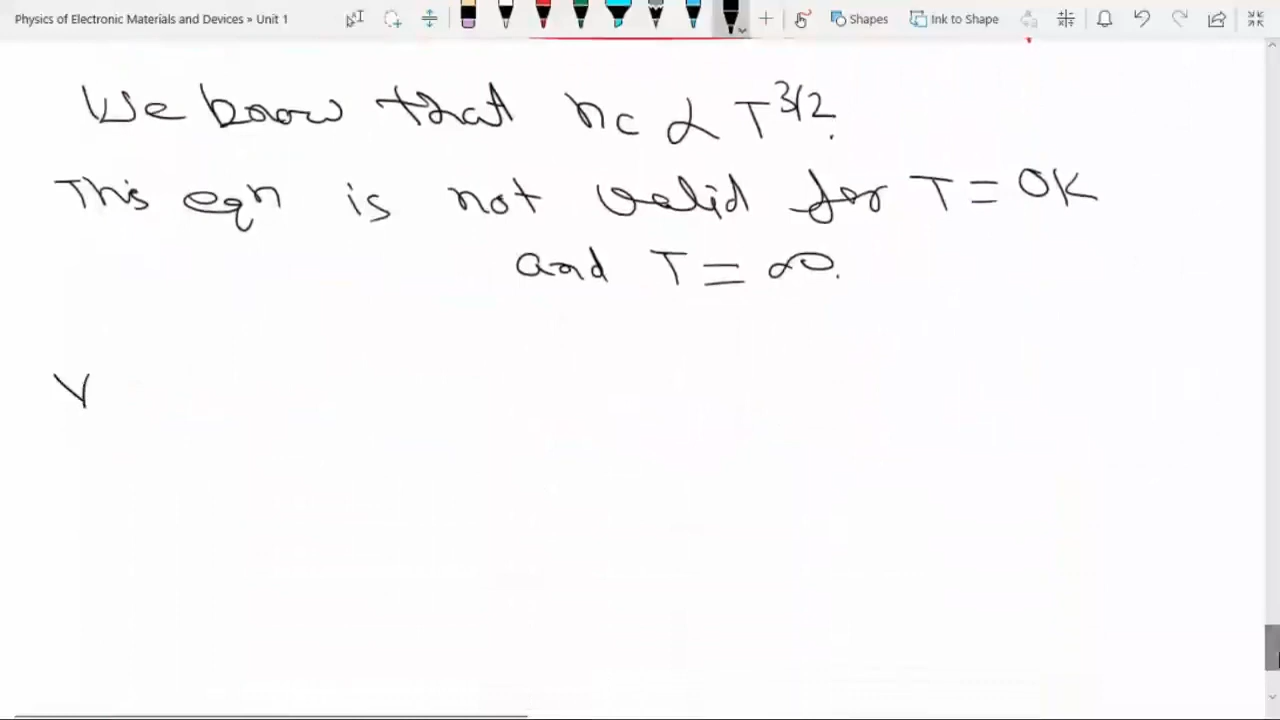 Physics of Electronic Materials and Devices » Unit 1
Shapes
Ink to Shape
We know that nc α T^3/2.
This eqn is not valid for T = 0K
and T = ∞.
V